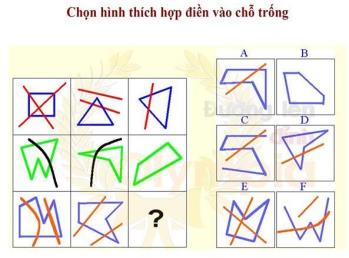 Chọn hình thích hợp điền vào chỗ trống
A B
C D
E F
?